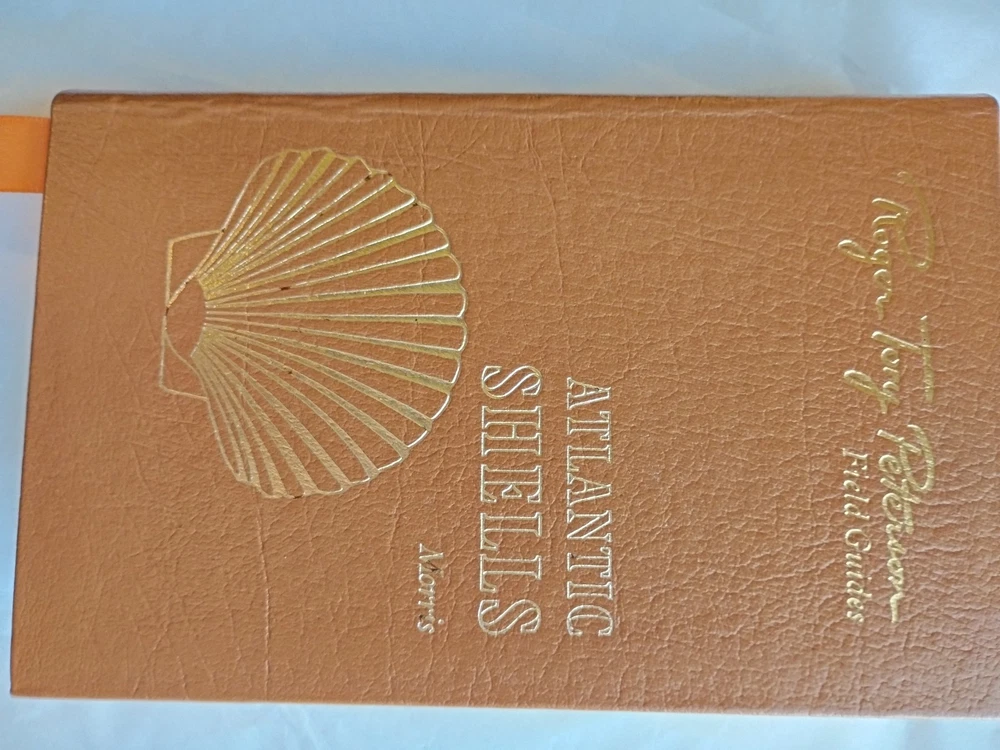 Roger Tory Peterson
Field Guides
ATLANTIC
SHELLS
Morris